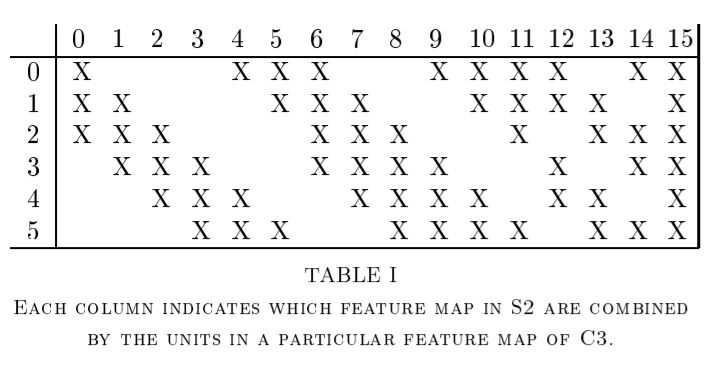 0 1 2 3 4 5 6 7 8 9 10 11 12 13 14 15
0 X X X X X X X X X X
1 X X X X X X X X X X
2 X X X X X X X X X X
3 X X X X X X X X X X
4 X X X X X X X X X X
5 X X X X X X X X X X
TABLE I
EACH COLUMN INDICATES WHICH FEATURE MAP IN S2 ARE COMBINED
BY THE UNITS IN A PARTICULAR FEATURE MAP OF C3.